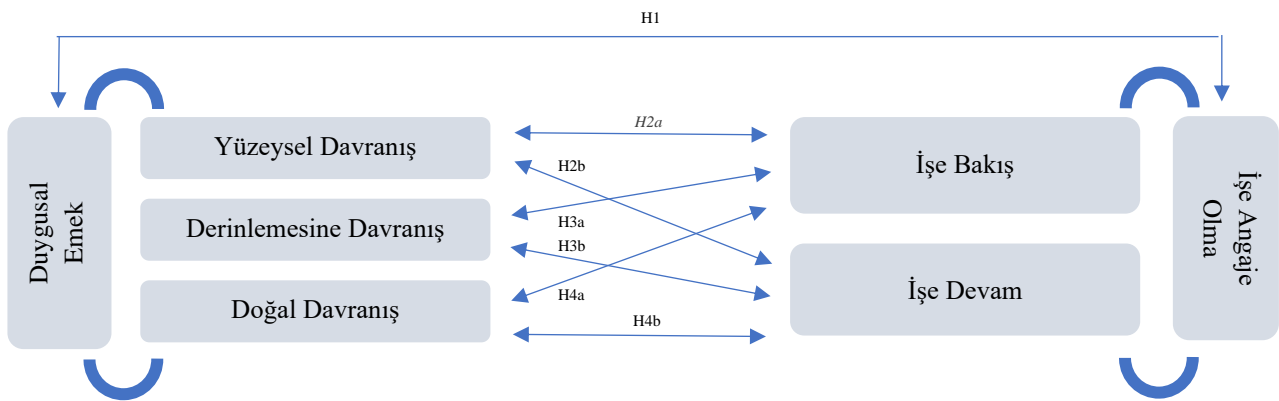 H1
Duygusal
Emek
Yüzeysel Davranış
Derinlemesine Davranış
Doğal Davranış
H2a
H2b
H3a
H3b
H4a
H4b
İşe Bakış
İşe Devam
İşe Angaje
Olma